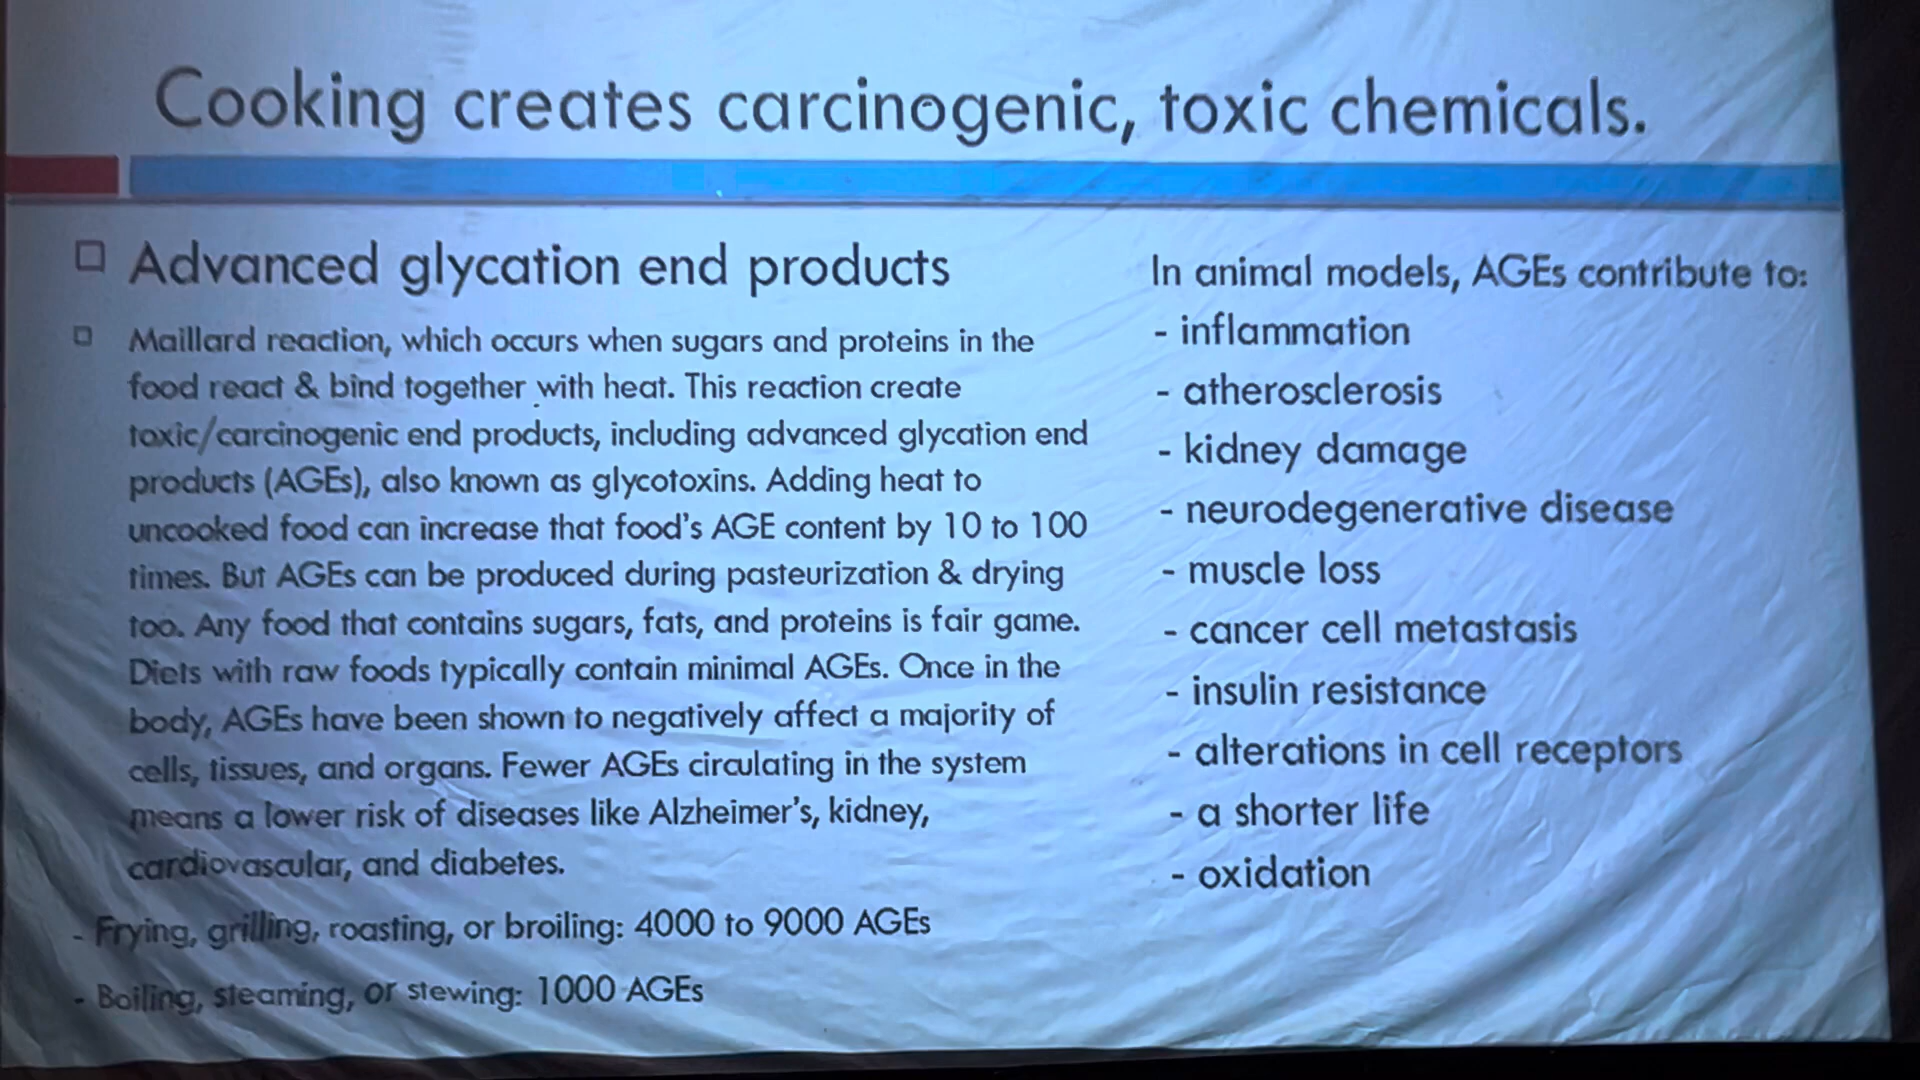 Cooking creates carcinogenic, toxic chemicals.
Advanced glycation end products
Maillard reaction, which occurs when sugars and proteins in the
food react & bind together with heat. This reaction create
toxic/carcinogenic end products, including advanced glycation end
products (AGEs), also known as glycotoxins. Adding heat to
uncooked food can increase that food's AGE content by 10 to 100
times. But AGEs can be produced during pasteurization & drying
too. Any food that contains sugars, fats, and proteins is fair game.
Diets with raw foods typically contain minimal AGEs. Once in the
body, AGEs have been shown to negatively affect a majority of
cells, tissues, and organs. Fewer AGEs circulating in the system
means a lower risk of diseases like Alzheimer's, kidney,
cardiovascular, and diabetes.
- Frying, grilling, roasting, or broiling: 4000 to 9000 AGEs
- Boiling, steaming, or stewing: 1000 AGEs
In animal models, AGEs contribute to:
- inflammation
- atherosclerosis
- kidney damage
- neurodegenerative disease
- muscle loss
- cancer cell metastasis
- insulin resistance
- alterations in cell receptors
- a shorter life
- oxidation